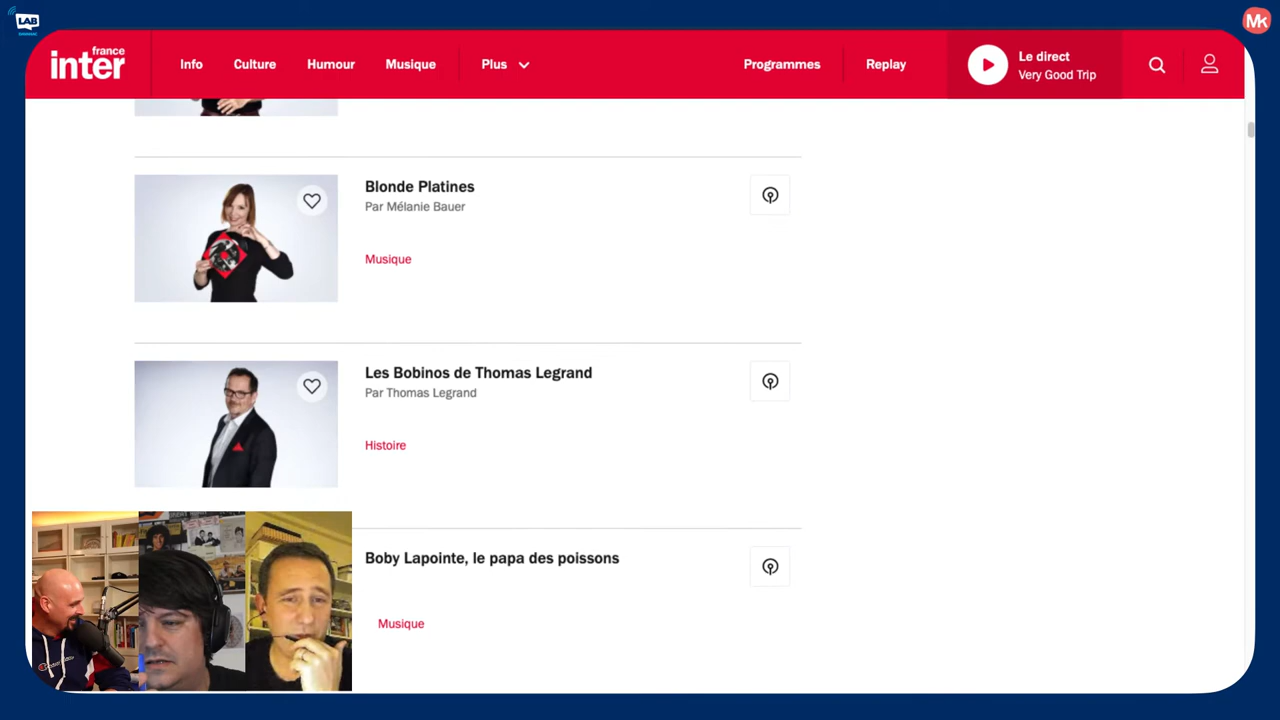 LAB
MK
france
inter
Info
Culture
Humour
Musique
Plus
Programmes
Replay
Le direct
Very Good Trip
Blonde Platines
Par Mélanie Bauer
Musique
Les Bobinos de Thomas Legrand
Par Thomas Legrand
Histoire
Boby Lapointe, le papa des poissons
Musique